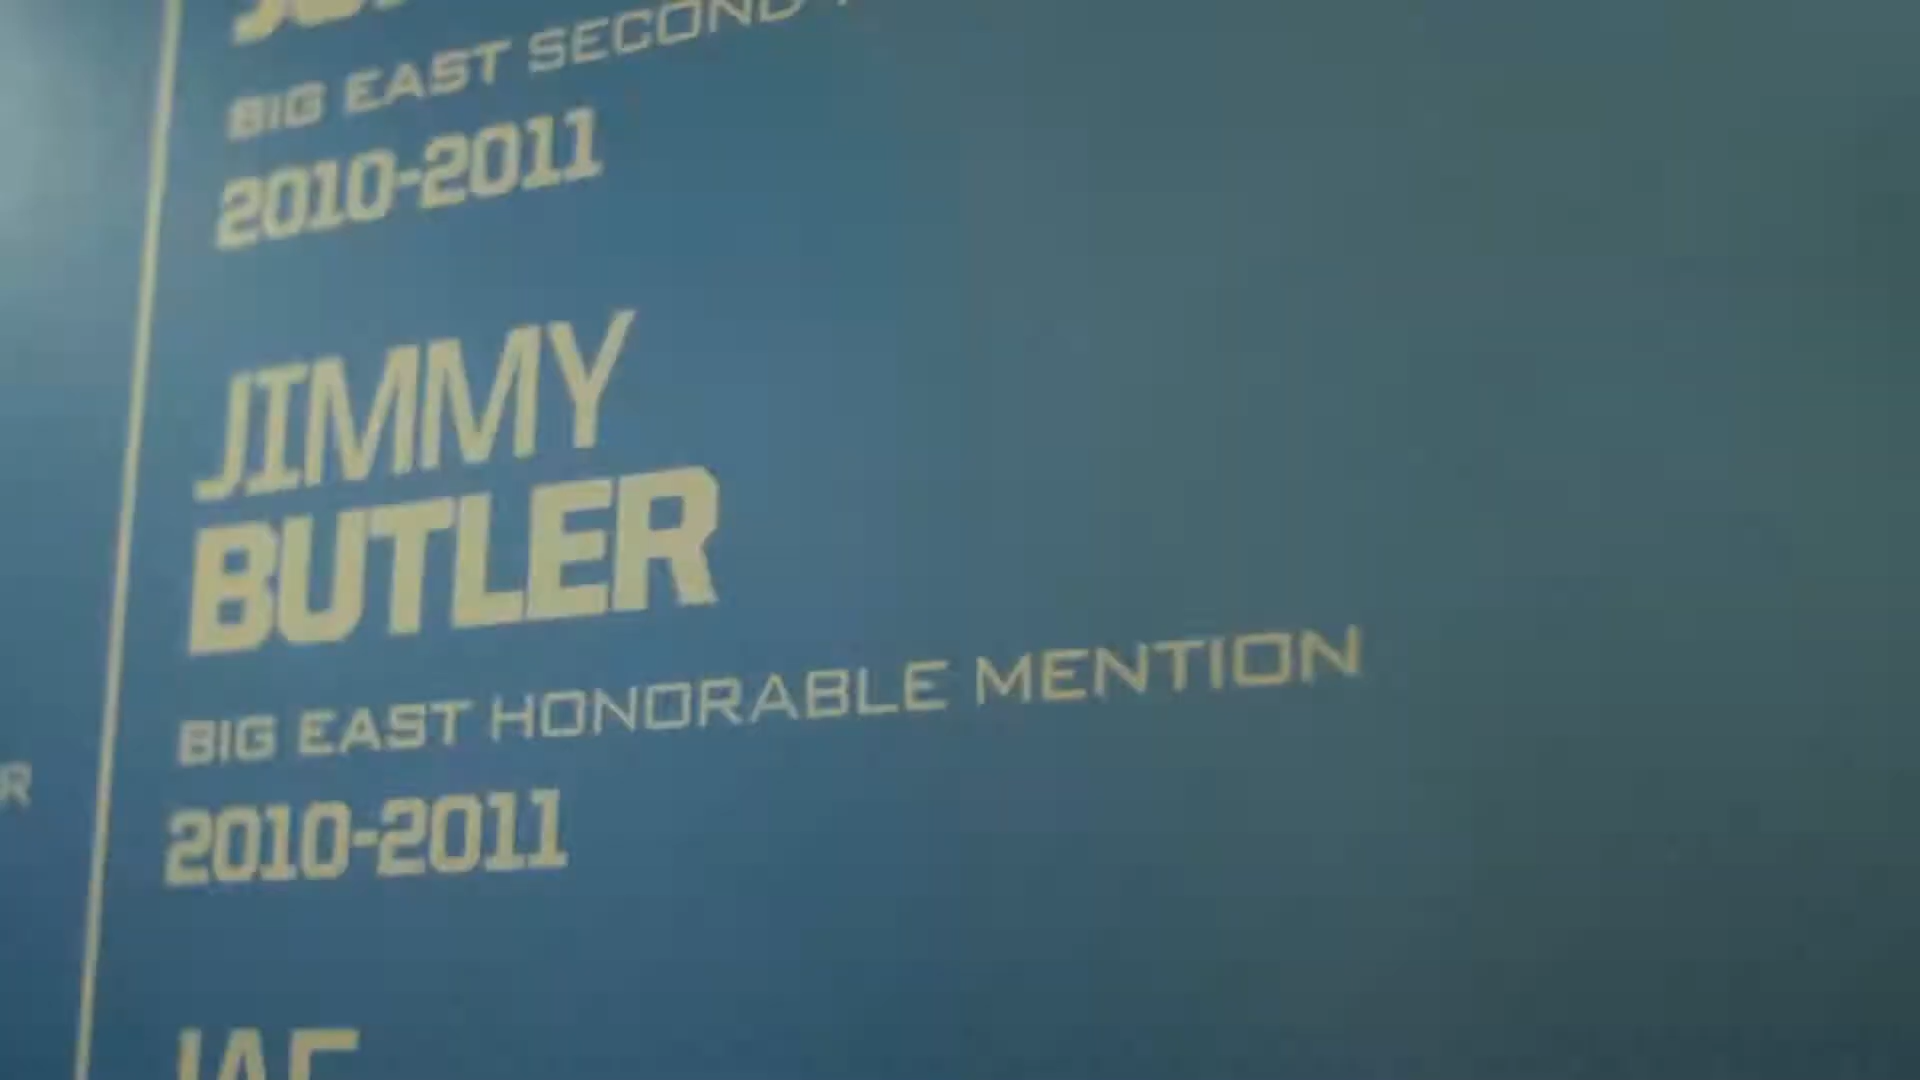 BIG EAST SECOND
2010-2011
JIMMY
BUTLER
BIG EAST HONORABLE MENTION
2010-2011